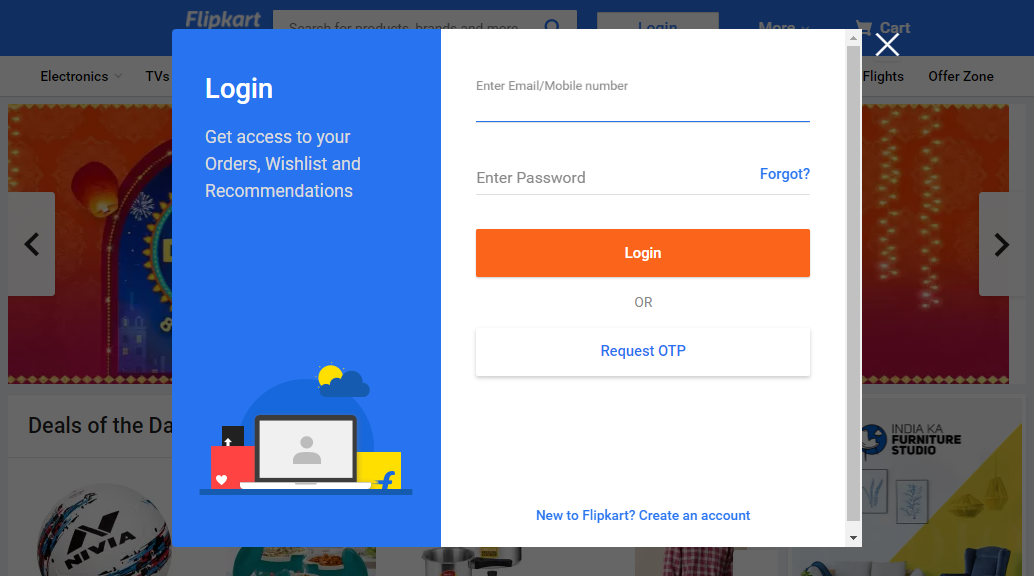 Flipkart
Search for products, brands and more
Login
More
Cart
Electronics
TVs
Flights
Offer Zone
Login
Get access to your
Orders, Wishlist and
Recommendations
Enter Email/Mobile number
Enter Password
Forgot?
Login
OR
Request OTP
New to Flipkart? Create an account
Deals of the Da
NIVIA
INDIA KA
FURNITURE
STUDIO